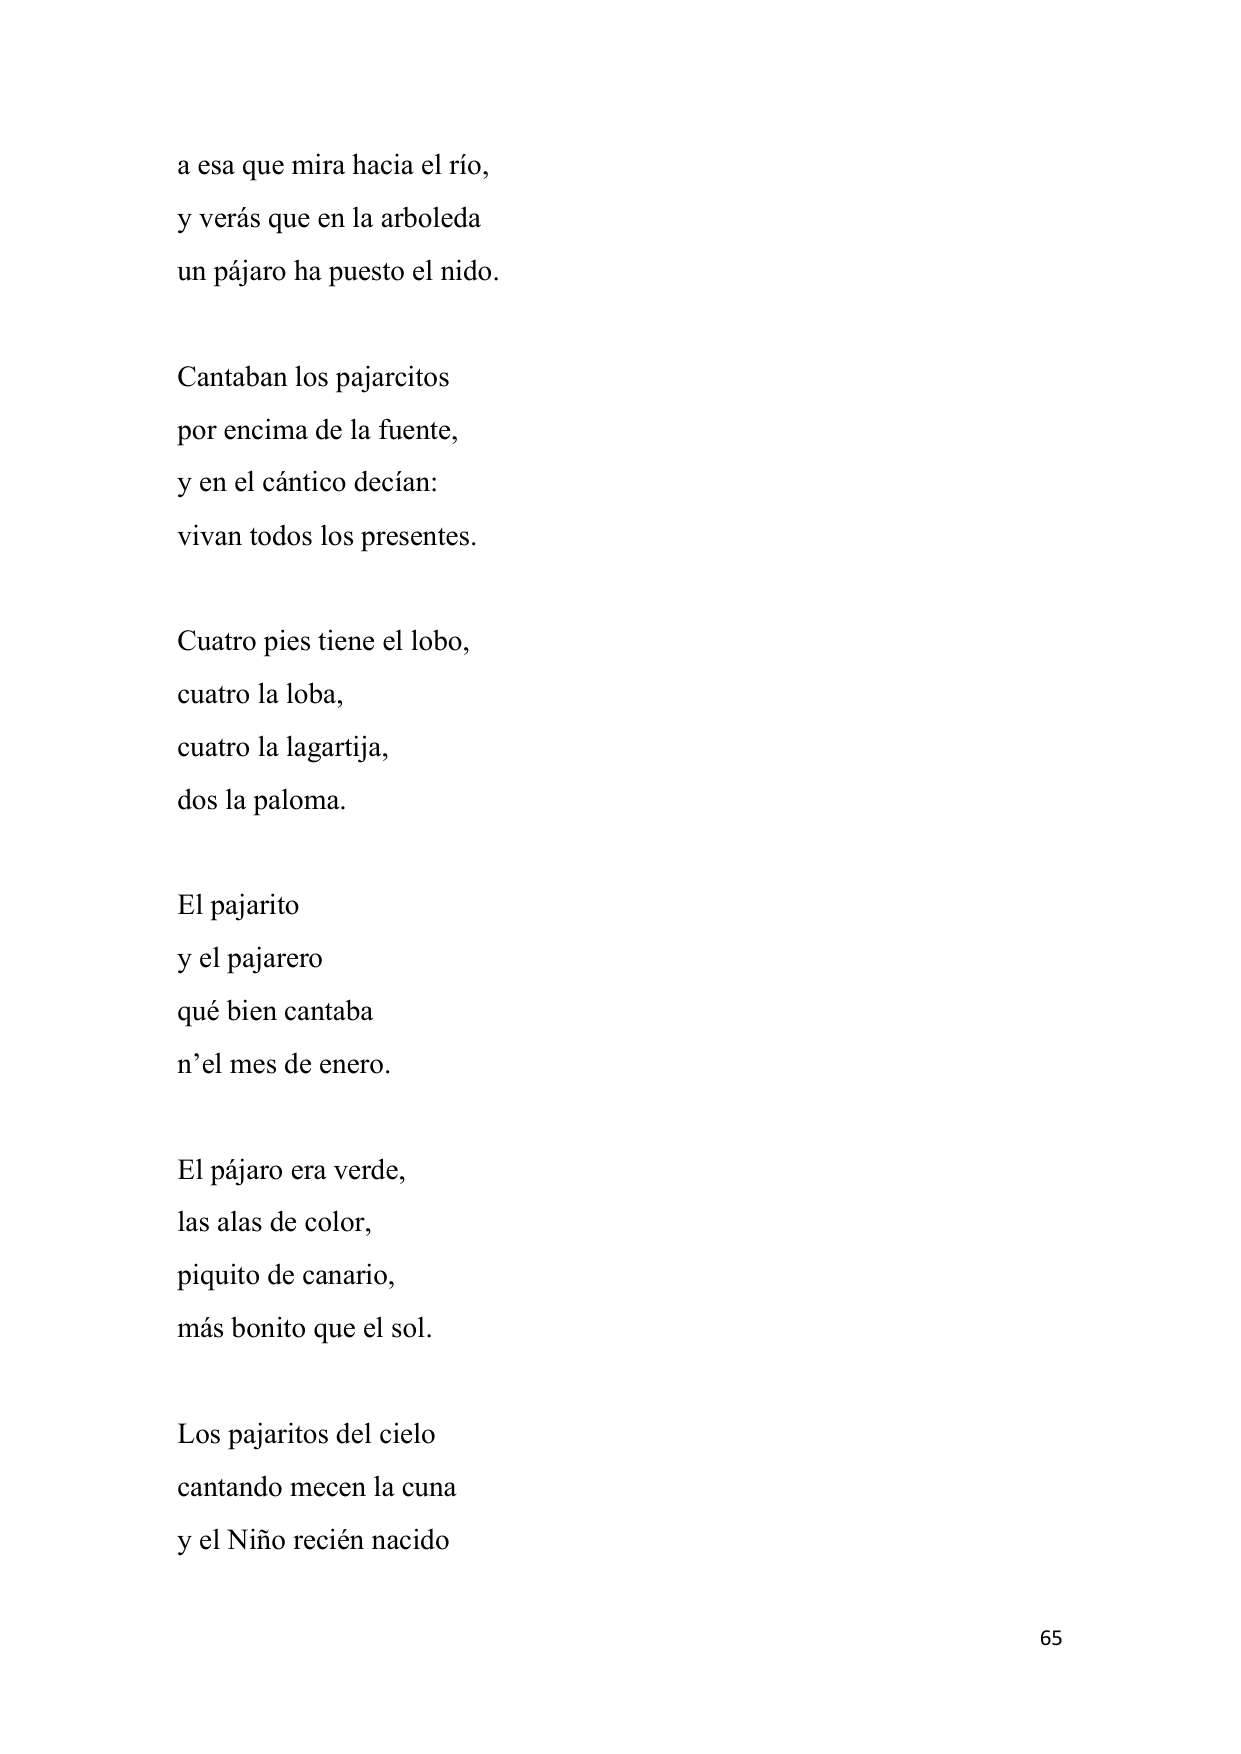 a esa que mira hacia el río,
y verás que en la arboleda
un pájaro ha puesto el nido.
Cantaban los pajarcitos
por encima de la fuente,
y en el cántico decían:
vivan todos los presentes.
Cuatro pies tiene el lobo,
cuatro la loba,
cuatro la lagartija,
dos la paloma.
El pajarito
y el pajarero
qué bien cantaba
n’el mes de enero.
El pájaro era verde,
las alas de color,
piquito de canario,
más bonito que el sol.
Los pajaritos del cielo
cantando mecen la cuna
y el Niño recién nacido
65